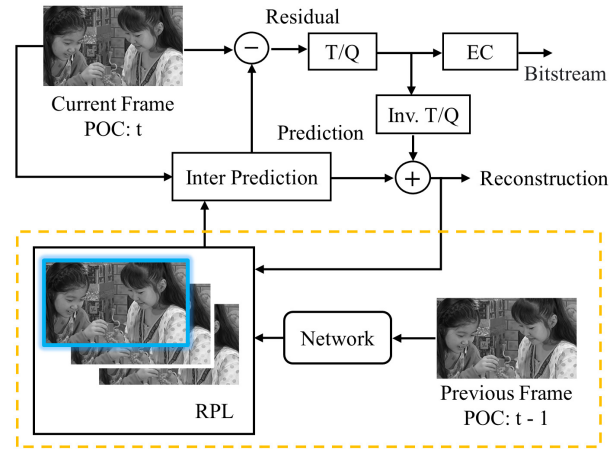 Residual
−
T/Q
EC
Bitstream
Current Frame
POC: t
Inv. T/Q
Prediction
Inter Prediction
+
Reconstruction
Network
RPL
Previous Frame
POC: t - 1